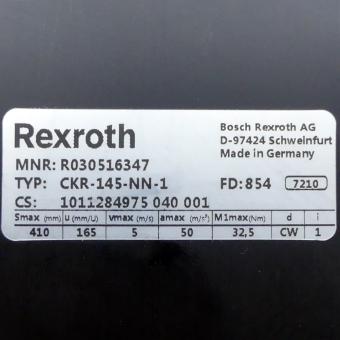 Rexroth
Bosch Rexroth AG
D-97424 Schweinfurt
Made in Germany
MNR: R030516347
TYP: CKR-145-NN-1 FD: 854 7210
CS: 1011284975 040 001
Smax (mm) u (mm/U) vmax (m/s) amax (m/s²) M1max(Nm) d i
410 165 5 50 32,5 CW 1